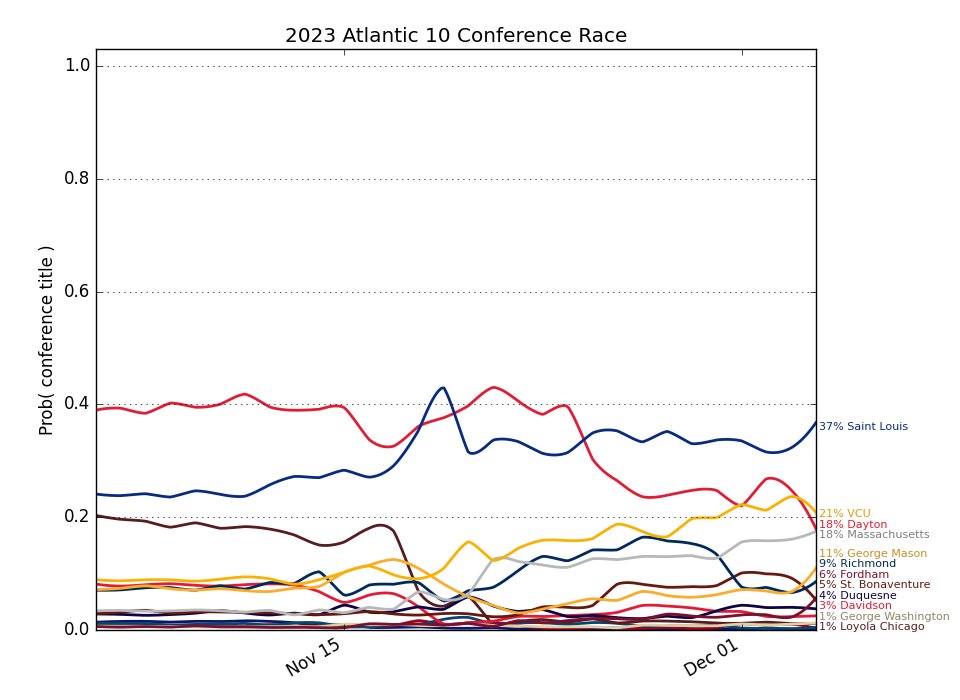 2023 Atlantic 10 Conference Race
Prob( conference title )
1.0
0.8
0.6
0.4
0.2
0.0
Nov 15
Dec 01
37% Saint Louis
21% VCU
18% Dayton
18% Massachusetts
11% George Mason
9% Richmond
6% Fordham
St. Bonaventure
4% Duquesne
3% Davidson
1% George Washington
1% Loyola Chicago